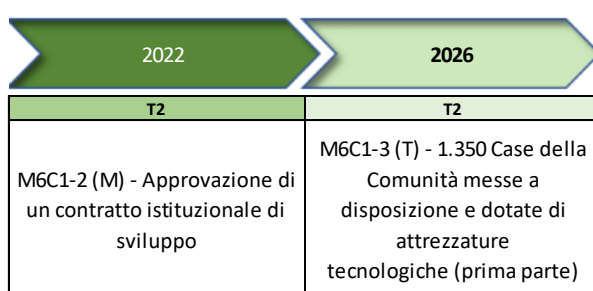 2022
2026
T2
T2
M6C1-2 (M) - Approvazione di
un contratto istituzionale di
sviluppo
M6C1-3 (T) - 1.350 Case della
Comunità messe a
disposizione e dotate di
attrezzature
tecnologiche (prima parte)